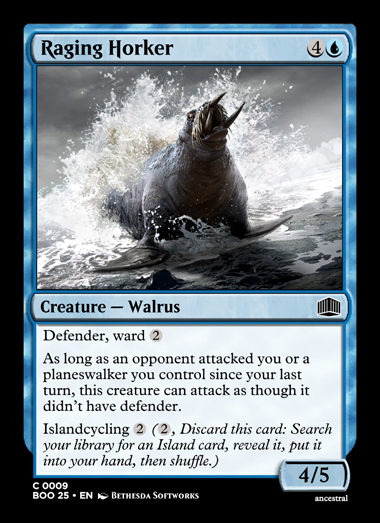 Raging Horker 4
Creature — Walrus
Defender, ward 2
As long as an opponent attacked you or a
planeswalker you control since your last
turn, this creature can attack as though it
didn't have defender.
Islandcycling 2 (2, Discard this card: Search
your library for an Island card, reveal it, put it
into your hand, then shuffle.)
4/5
C 0009
BOO 25 • EN Bethesda Softworks
ancestral